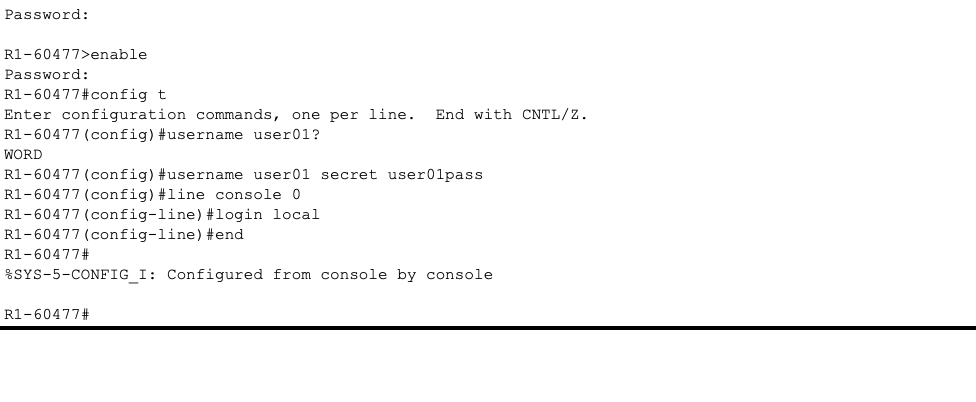 Password:
R1-60477>enable
Password:
R1-60477#config t
Enter configuration commands, one per line.  End with CNTL/Z.
R1-60477(config)#username user01?
WORD
R1-60477(config)#username user01 secret user01pass
R1-60477(config)#line console 0
R1-60477(config-line)#login local
R1-60477(config-line)#end
R1-60477#
%SYS-5-CONFIG_I: Configured from console by console
R1-60477#